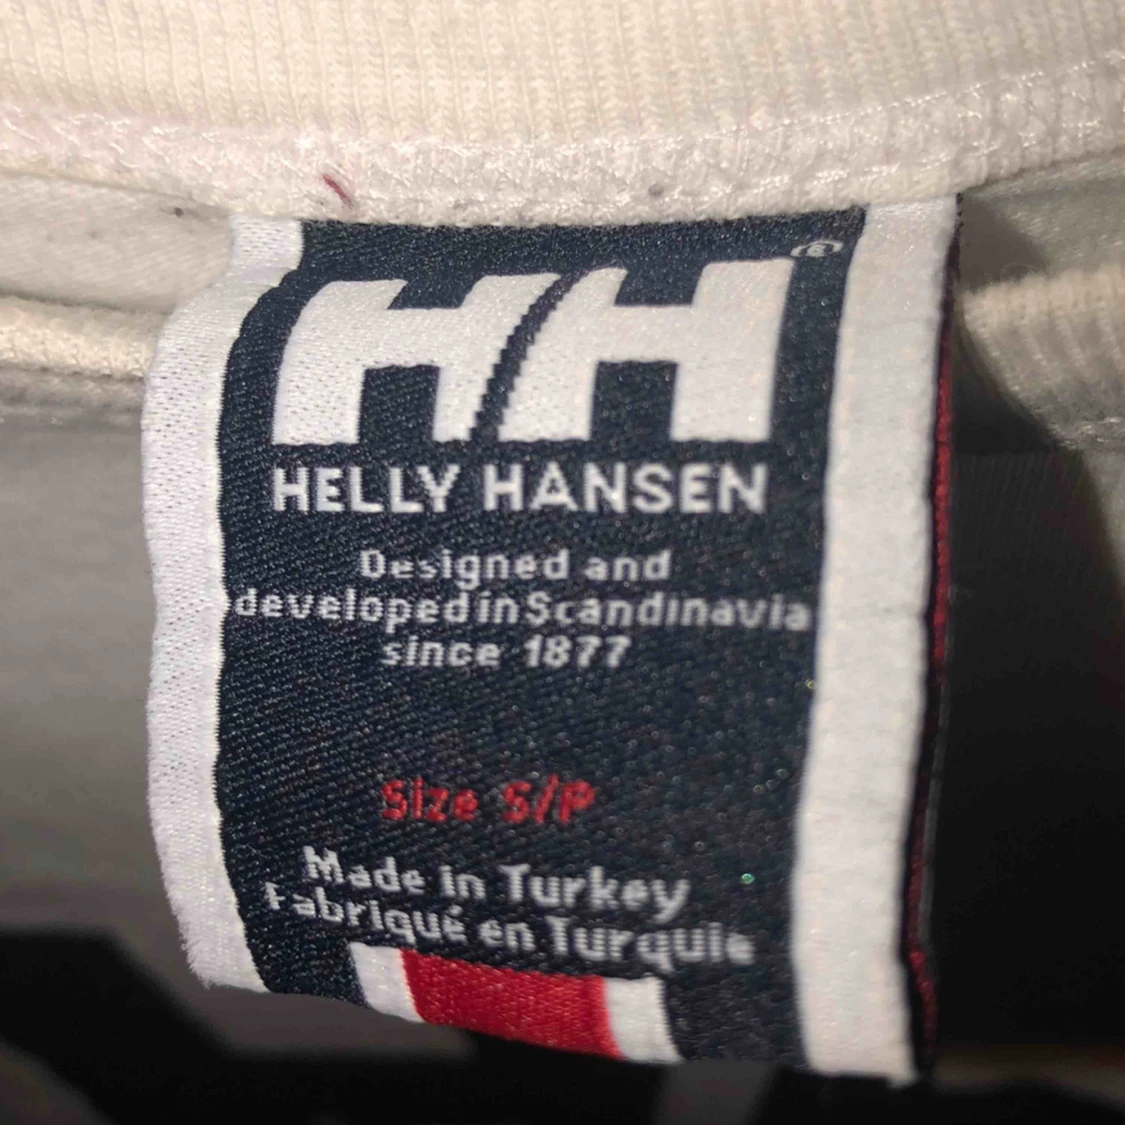 HH®
HELLY HANSEN
Designed and
developed in Scandinavia
since 1877
Size S/P
Made in Turkey
Fabriqué en Turquie